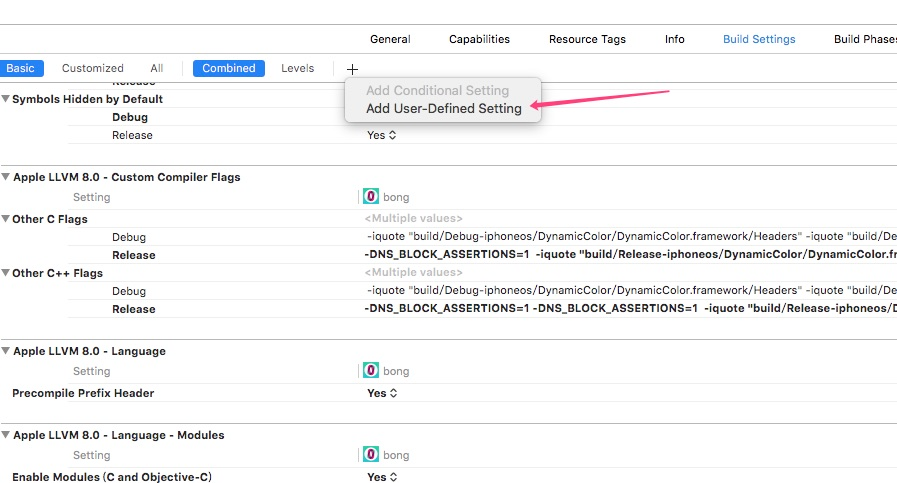 General Capabilities Resource Tags Info Build Settings Build Phases
Basic Customized All Combined Levels +
Release
Add Conditional Setting
Symbols Hidden by Default
Add User-Defined Setting
Debug
Release Yes
Apple LLVM 8.0 - Custom Compiler Flags
Setting bong
Other C Flags <Multiple values>
Debug -iquote "build/Debug-iphoneos/DynamicColor/DynamicColor.framework/Headers" -iquote "build/De
Release -DNS_BLOCK_ASSERTIONS=1 -iquote "build/Release-iphoneos/DynamicColor/DynamicColor.fr
Other C++ Flags <Multiple values>
Debug -iquote "build/Debug-iphoneos/DynamicColor/DynamicColor.framework/Headers" -iquote "build/De
Release -DNS_BLOCK_ASSERTIONS=1 -DNS_BLOCK_ASSERTIONS=1 -iquote "build/Release-iphoneos/D
Apple LLVM 8.0 - Language
Setting bong
Precompile Prefix Header Yes
Apple LLVM 8.0 - Language - Modules
Setting bong
Enable Modules (C and Objective-C) Yes